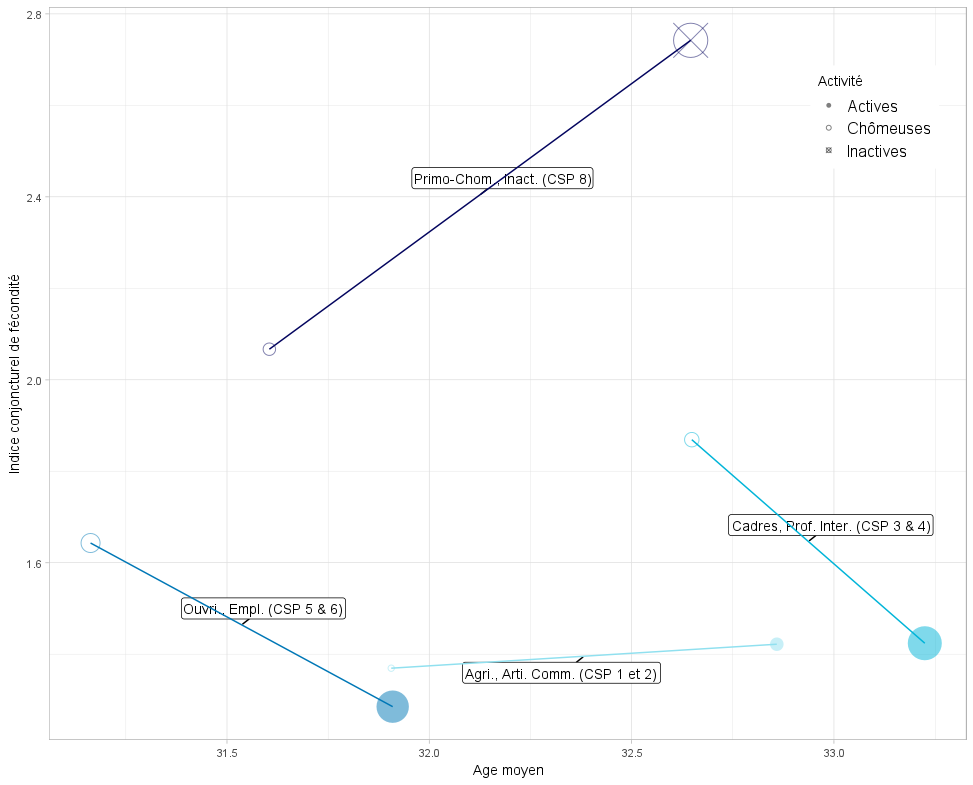 2.8
Activité
Actives
Chômeuses
Inactives
Primo-Chom., Inact. (CSP 8)
2.4
Indice conjoncturel de fécondité
2.0
Cadres, Prof. Inter. (CSP 3 & 4)
1.6
Ouvri., Empl. (CSP 5 & 6)
Agri., Arti. Comm. (CSP 1 et 2)
31.5
32.0
32.5
33.0
Age moyen